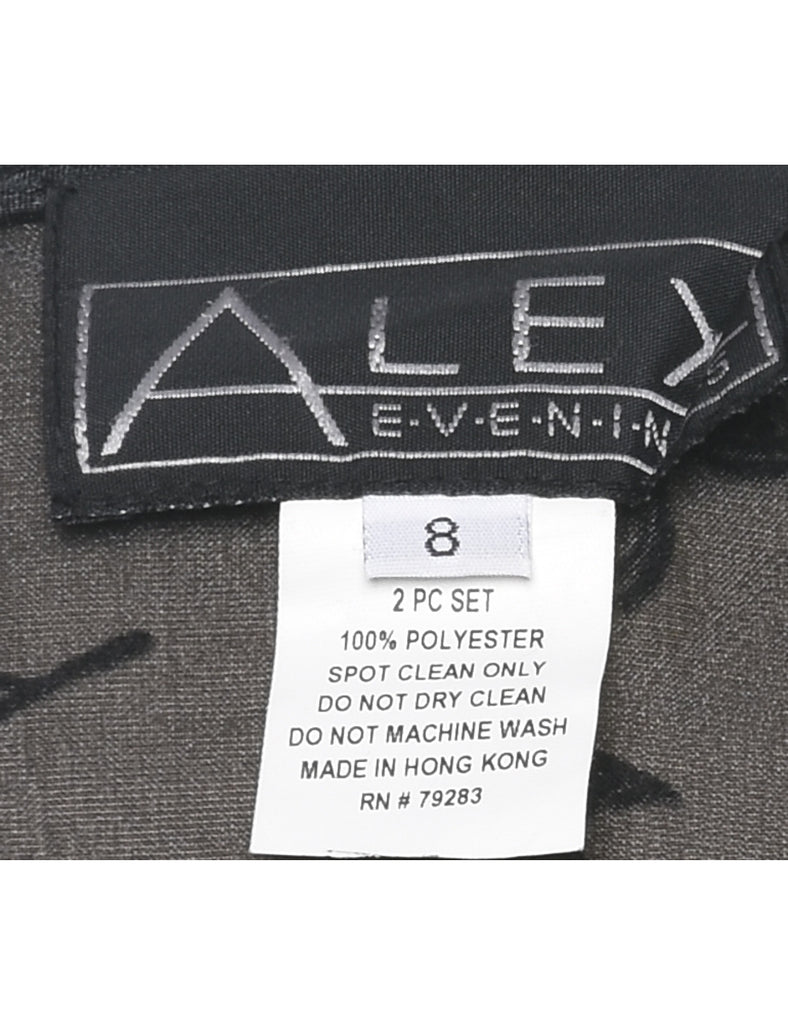 ALEX
E·V·E·N·I·N
8
2 PC SET
100% POLYESTER
SPOT CLEAN ONLY
DO NOT DRY CLEAN
DO NOT MACHINE WASH
MADE IN HONG KONG
RN # 79283